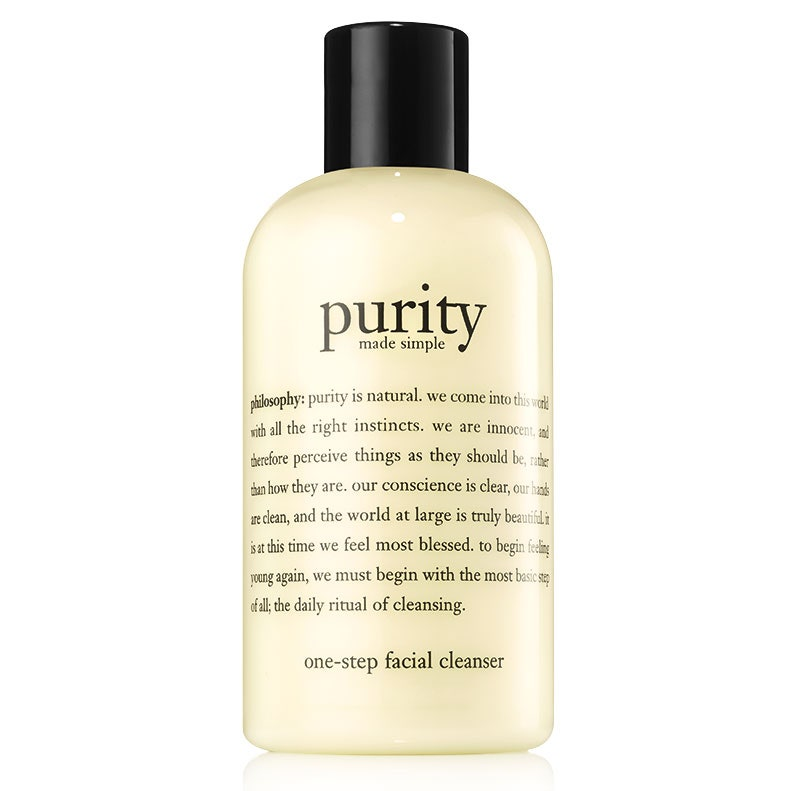 purity
made simple
philosophy: purity is natural. we come into this world
with all the right instincts. we are innocent, and
therefore perceive things as they should be, rather
than how they are. our conscience is clear, our hands
are clean, and the world at large is truly beautiful. it
is at this time we feel most blessed. to begin feeling
young again, we must begin with the most basic step
of all; the daily ritual of cleansing.
one-step facial cleanser